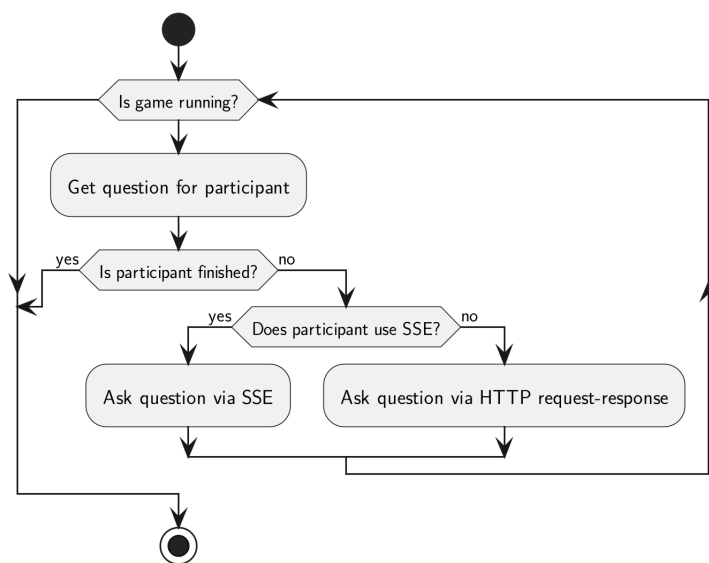 Is game running?
Get question for participant
yes
Is participant finished?
no
yes
Does participant use SSE?
no
Ask question via SSE
Ask question via HTTP request-response